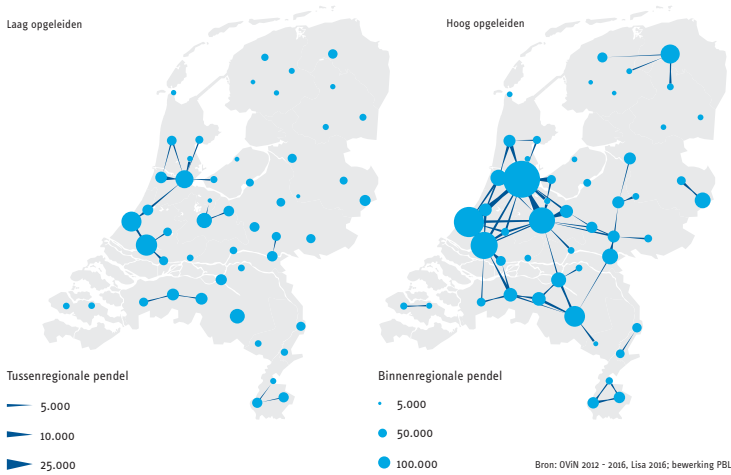 Laag opgeleiden
Hoog opgeleiden
Tussenregionale pendel
5.000
10.000
25.000
Binnenregionale pendel
5.000
50.000
100.000
Bron: OViN 2012 - 2016, Lisa 2016; bewerking PBL